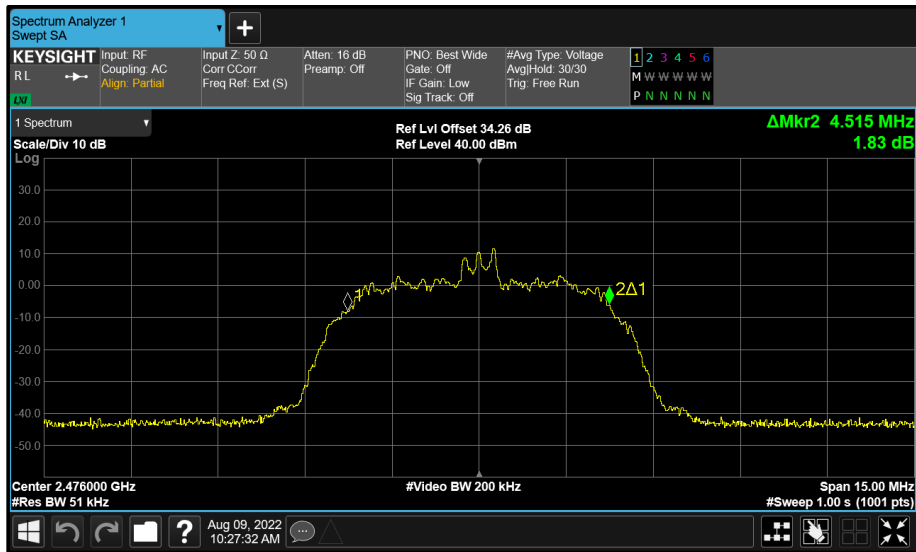 Spectrum Analyzer 1
Swept SA
+
KEYSIGHT Input: RF Input Z: 50 Ω Atten: 16 dB PNO: Best Wide #Avg Type: Voltage 1 2 3 4 5 6
RL Coupling: AC Corr CCorr Preamp: Off Gate: Off Avg|Hold: 30/30 M W W W W W
Align: Partial Freq Ref: Ext (S) IF Gain: Low Trig: Free Run
LXI Sig Track: Off P N N N N N
1 Spectrum
Ref Lvl Offset 34.26 dB
ΔMkr2 4.515 MHz
Scale/Div 10 dB Ref Level 40.00 dBm 1.83 dB
Log
30.0
20.0
10.0
0.00
1
2Δ1
-10.0
-20.0
-30.0
-40.0
-50.0
Center 2.476000 GHz #Video BW 200 kHz Span 15.00 MHz
#Res BW 51 kHz #Sweep 1.00 s (1001 pts)
?
Aug 09, 2022
10:27:32 AM